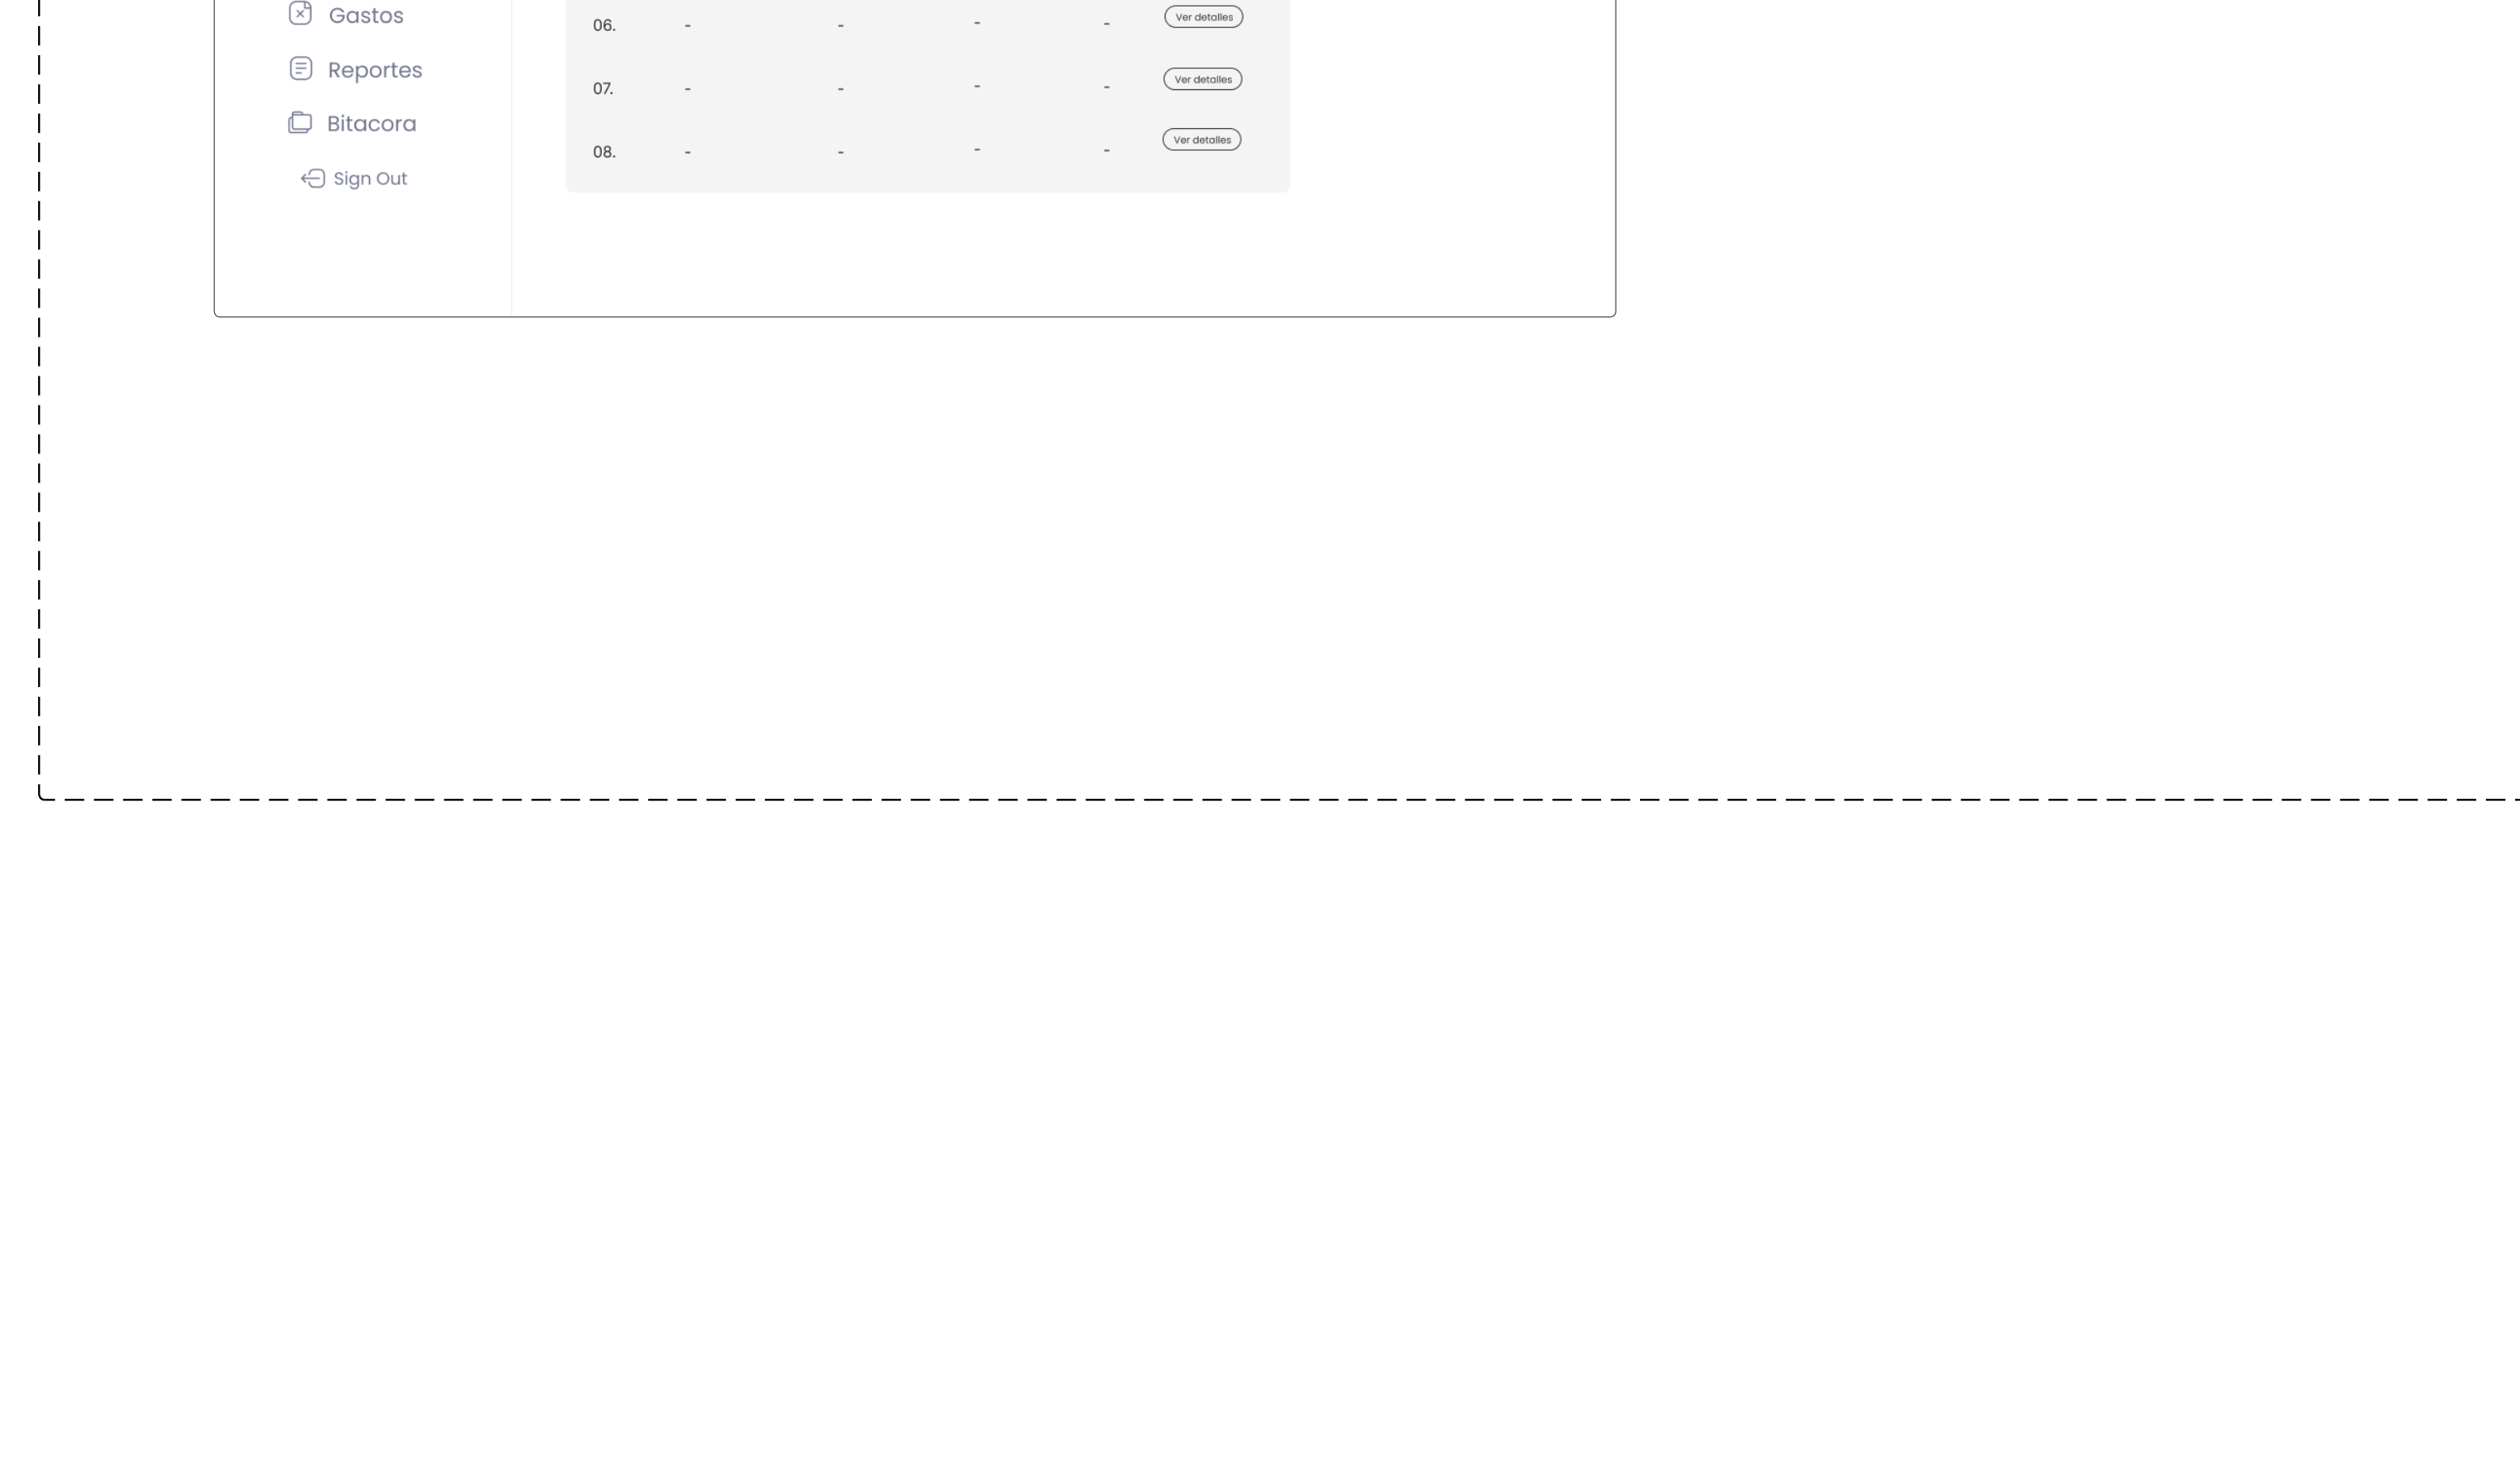 Gastos
Reportes
Bitacora
Sign Out
06. - - - - Ver detalles
07. - - - - Ver detalles
08. - - - - Ver detalles